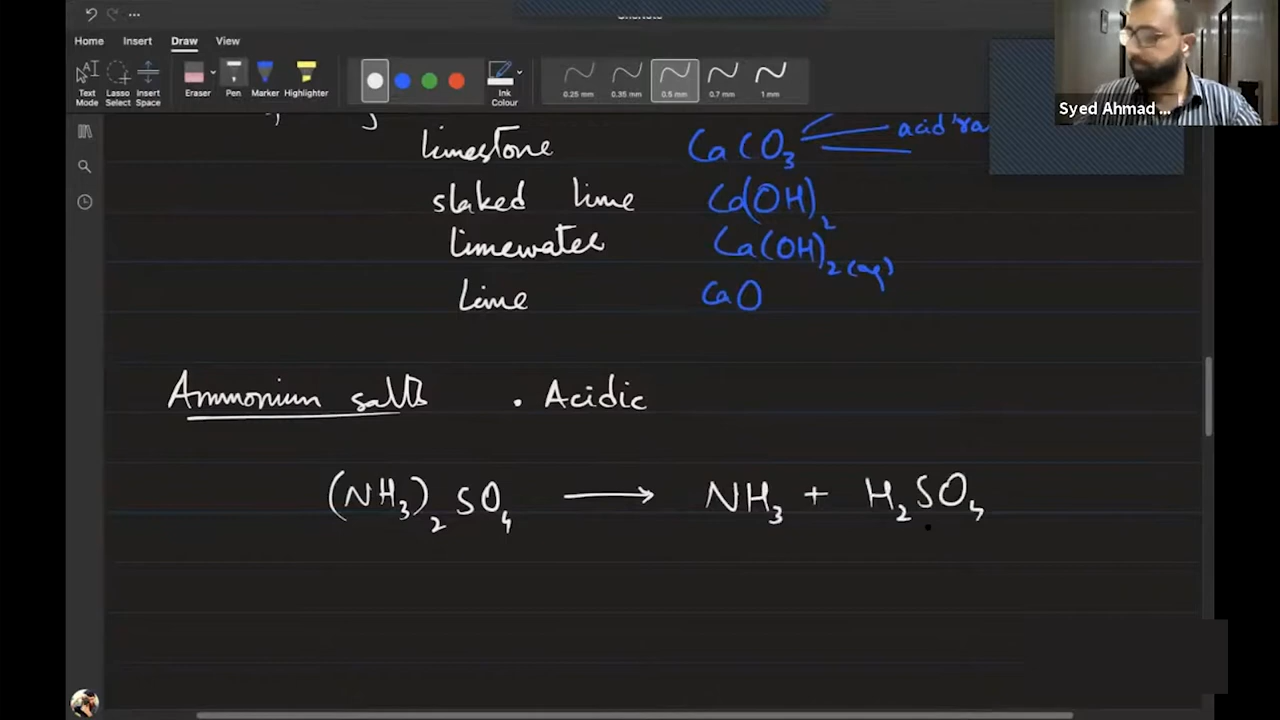 Home Insert Draw View
Text Mode
Lasso Select
Insert Space
Eraser
Pen
Marker
Highlighter
Ink Colour
0.25 mm
0.35 mm
0.5 mm
0.7 mm
1 mm
Syed Ahmad ...
limestone CaCO3 acid ra
slaked lime Ca(OH)2
limewater Ca(OH)2(aq)
lime CaO
Ammonium salts . Acidic
(NH3)2 SO4 → NH3 + H2SO4